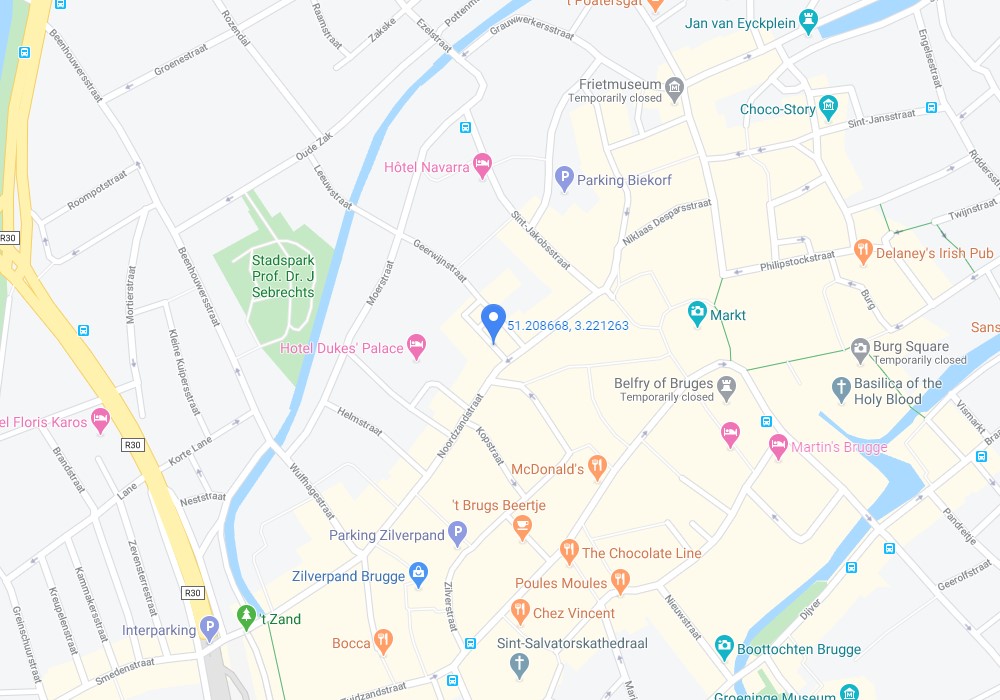 't Poatersgat
Pottenma
Ezelstraat
Grauwwerkersstraat
Jan van Eyckplein
Rozendal
Raamstraat
Zakske
Beenhouwersstraat
Groenestraat
Engelsestraat
Frietmuseum
Temporarily closed
Choco-Story
Sint-Jansstraat
Oude Zak
Hôtel Navarra
Parking Biekorf
Leeuwstraat
Roompotstraat
Twijnstraat
Niklaas Desparsstraat
Sint-Jakobsstraat
R30
Geerwijnstraat
Delaney's Irish Pub
Philipstockstraat
Stadspark
Prof. Dr. J
Sebrechts
Beenhouwersstraat
Moerstraat
Mortierstraat
Burg
Markt
51.208668, 3.221263
Sans
Kleine Kuipersstraat
Hotel Dukes' Palace
Burg Square
Temporarily closed
Belfry of Bruges
Temporarily closed
Basilica of the
Holy Blood
Vismarkt
el Floris Karos
Helmstraat
Noordzandstraat
Kopstraat
R30
Korte Lane
Martin's Brugge
Brandstraat
McDonald's
Lane
Neststraat
Wulfhagestraat
't Brugs Beertje
Pandreitje
Parking Zilverpand
The Chocolate Line
Zilverpand Brugge
Poules Moules
Geerolfstraat
Zevensterrestraat
Kammakersstraat
Kreupelenstraat
Greinschuurstraat
R30
Zilverstraat
Nieuwstraat
Dijver
't Zand
Chez Vincent
Interparking
Bocca
Sint-Salvatorskathedraal
Boottochten Brugge
Smedenstraat
Zuidzandstraat
Groeninge Museum